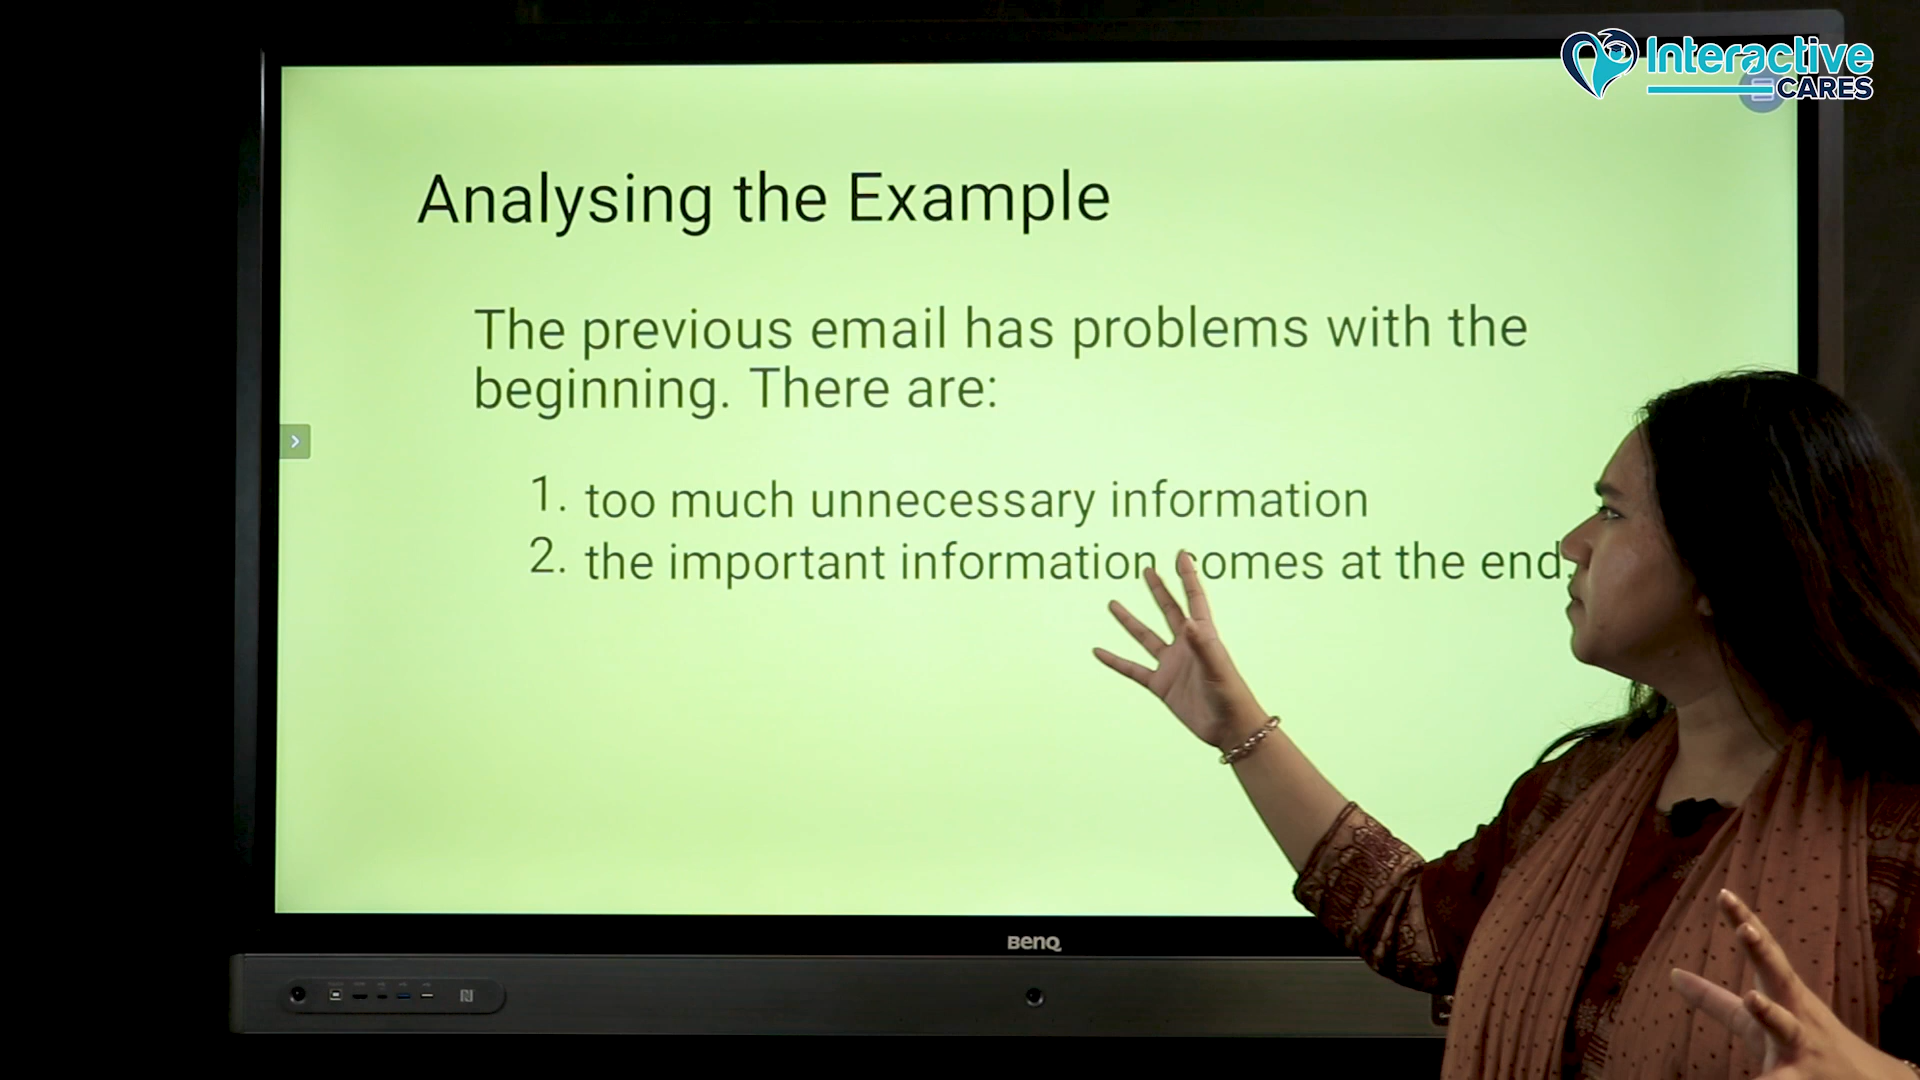 Interactive
CARES
Analysing the Example
The previous email has problems with the
beginning. There are:
1. too much unnecessary information
2. the important information comes at the end.
BenQ